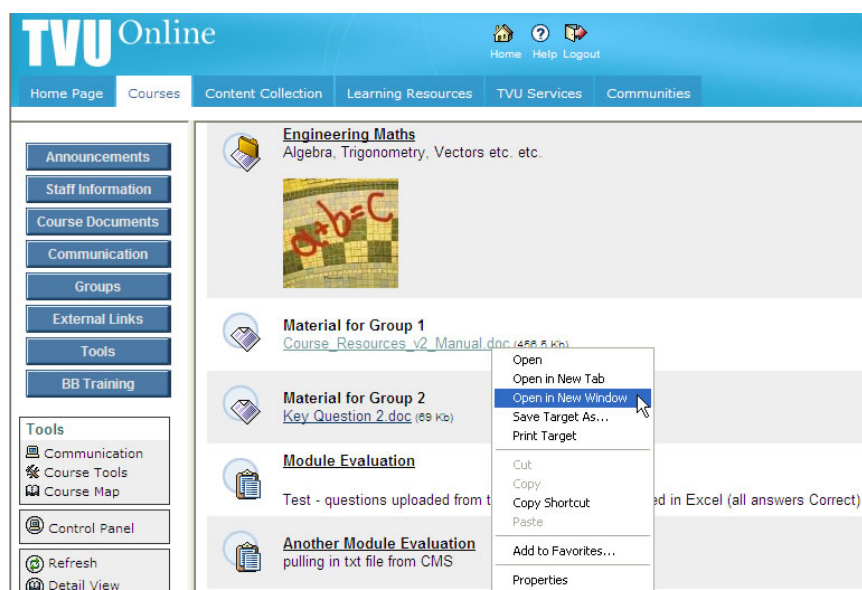 TVU Online
Home Help Logout
Home Page Courses Content Collection Learning Resources TVU Services Communities
Announcements
Staff Information
Course Documents
Communication
Groups
External Links
Tools
BB Training
Tools
Communication
Course Tools
Course Map
Control Panel
Refresh
Detail View
Engineering Maths
Algebra, Trigonometry, Vectors etc. etc.
a+b=c
Material for Group 1
Course_Resources_v2_Manual.doc (456.5 Kb)
Material for Group 2
Key Question 2.doc (69 Kb)
Module Evaluation
Test - questions uploaded from t ed in Excel (all answers Correct)
Another Module Evaluation
pulling in txt file from CMS
Open
Open in New Tab
Open in New Window
Save Target As...
Print Target
Cut
Copy
Copy Shortcut
Paste
Add to Favorites...
Properties